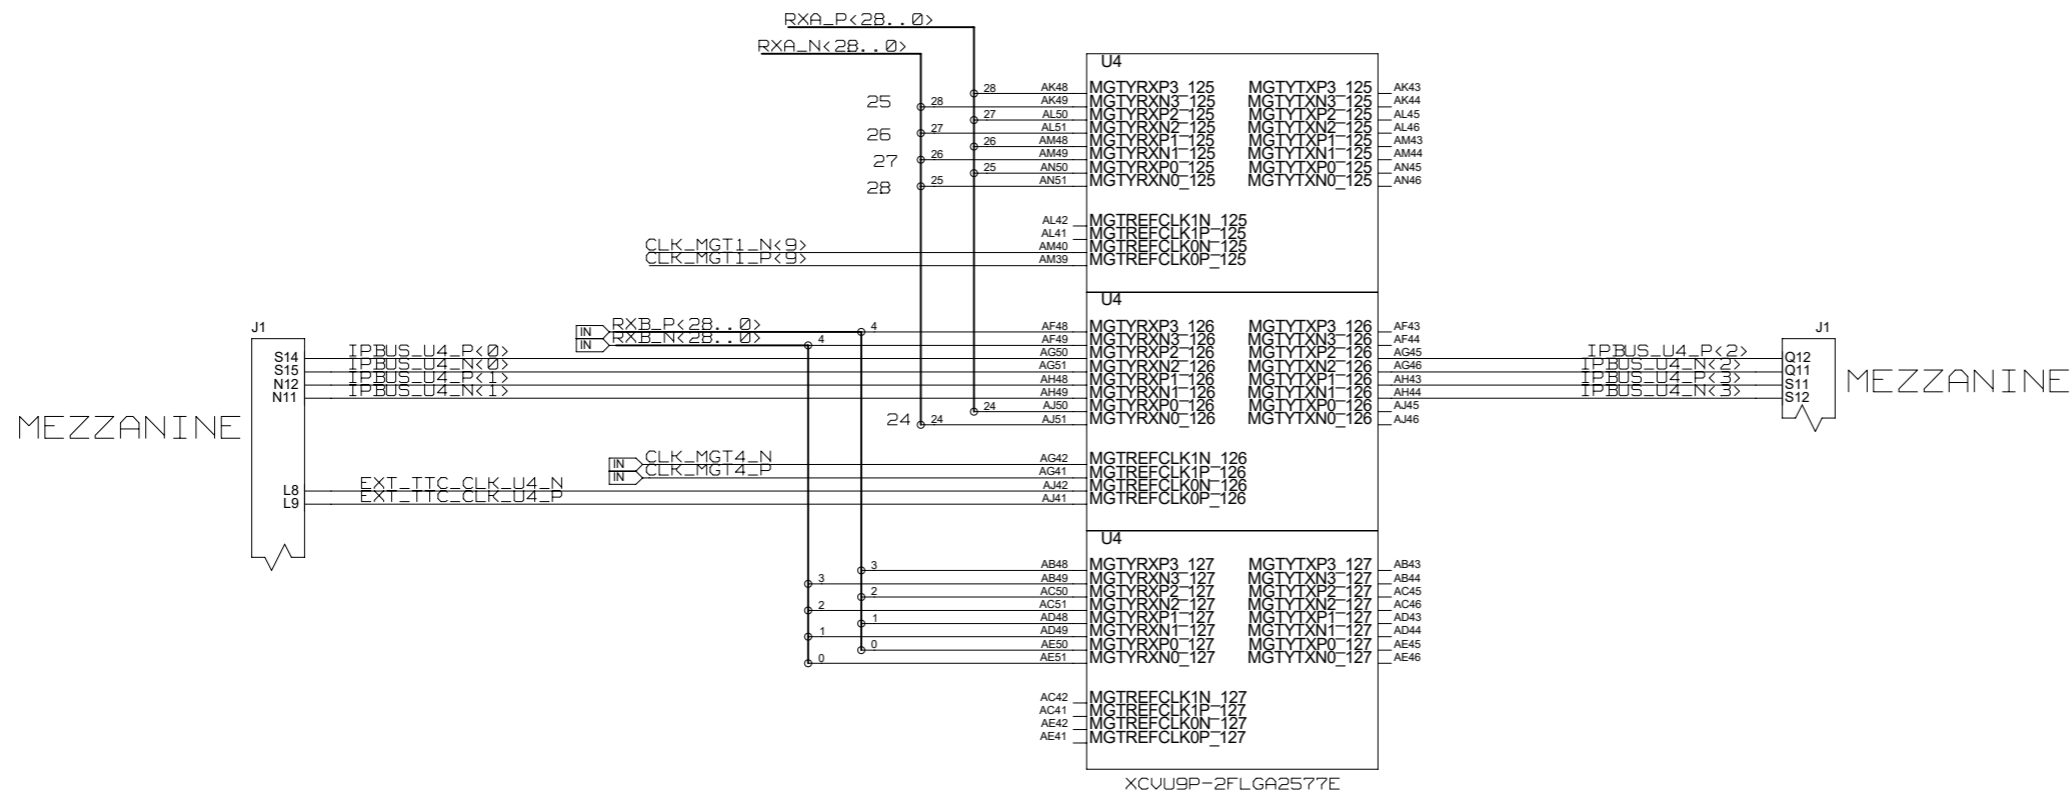 RXA_P<28..0>
RXA_N<28..0>
25
26
27
28
28
28
27
27
26
26
25
25
U4
AK48 MGTYRXP3_125 MGTYTXP3_125 AK43
AK49 MGTYRXN3_125 MGTYTXN3_125 AK44
AL50 MGTYRXP2_125 MGTYTXP2_125 AL45
AL51 MGTYRXN2_125 MGTYTXN2_125 AL46
AM48 MGTYRXP1_125 MGTYTXP1_125 AM43
AM49 MGTYRXN1_125 MGTYTXN1_125 AM44
AN50 MGTYRXP0_125 MGTYTXP0_125 AN45
AN51 MGTYRXN0_125 MGTYTXN0_125 AN46
AL42 MGTREFCLK1N_125
AL41 MGTREFCLK1P_125
CLK_MGT1_N<9> AM40 MGTREFCLK0N_125
CLK_MGT1_P<9> AM39 MGTREFCLK0P_125
J1
MEZZANINE
S14 IPBUS_U4_P<0>
S15 IPBUS_U4_N<0>
N12 IPBUS_U4_P<1>
N11 IPBUS_U4_N<1>
L8 EXT_TTC_CLK_U4_N
L9 EXT_TTC_CLK_U4_P
IN RXB_P<28..0>
IN RXB_N<28..0>
4
4
24
24 24
IN CLK_MGT4_N
IN CLK_MGT4_P
U4
AF48 MGTYRXP3_126 MGTYTXP3_126 AF43
AF49 MGTYRXN3_126 MGTYTXN3_126 AF44
AG50 MGTYRXP2_126 MGTYTXP2_126 AG45
AG51 MGTYRXN2_126 MGTYTXN2_126 AG46
AH48 MGTYRXP1_126 MGTYTXP1_126 AH43
AH49 MGTYRXN1_126 MGTYTXN1_126 AH44
AJ50 MGTYRXP0_126 MGTYTXP0_126 AJ45
AJ51 MGTYRXN0_126 MGTYTXN0_126 AJ46
AG42 MGTREFCLK1N_126
AG41 MGTREFCLK1P_126
AJ42 MGTREFCLK0N_126
AJ41 MGTREFCLK0P_126
J1
IPBUS_U4_P<2> Q12
IPBUS_U4_N<2> Q11
IPBUS_U4_P<3> S11
IPBUS_U4_N<3> S12
MEZZANINE
3
3
2
2
1
1
0
0
U4
AB48 MGTYRXP3_127 MGTYTXP3_127 AB43
AB49 MGTYRXN3_127 MGTYTXN3_127 AB44
AC50 MGTYRXP2_127 MGTYTXP2_127 AC45
AC51 MGTYRXN2_127 MGTYTXN2_127 AC46
AD48 MGTYRXP1_127 MGTYTXP1_127 AD43
AD49 MGTYRXN1_127 MGTYTXN1_127 AD44
AE50 MGTYRXP0_127 MGTYTXP0_127 AE45
AE51 MGTYRXN0_127 MGTYTXN0_127 AE46
AC42 MGTREFCLK1N_127
AC41 MGTREFCLK1P_127
AE42 MGTREFCLK0N_127
AE41 MGTREFCLK0P_127
XCVU9P-2FLGA2577E